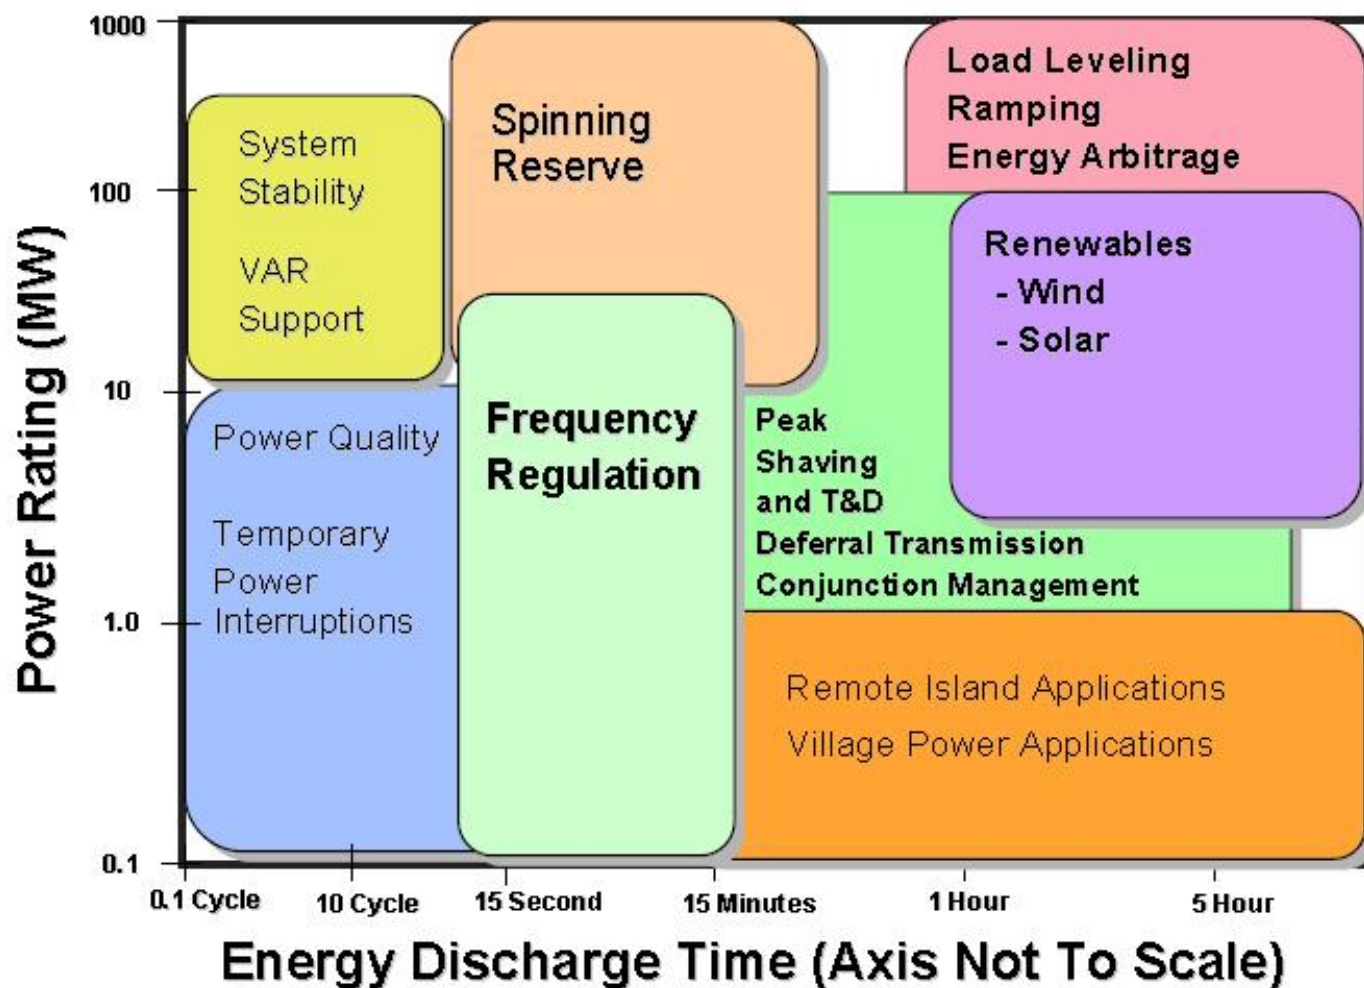 1000
100
10
1.0
0.1
Power Rating (MW)
System
Stability
VAR
Support
Spinning
Reserve
Load Leveling
Ramping
Energy Arbitrage
Renewables
- Wind
- Solar
Power Quality
Temporary
Power
Interruptions
Frequency
Regulation
Peak
Shaving
and T&D
Deferral Transmission
Conjunction Management
Remote Island Applications
Village Power Applications
0.1 Cycle
10 Cycle
15 Second
15 Minutes
1 Hour
5 Hour
Energy Discharge Time (Axis Not To Scale)